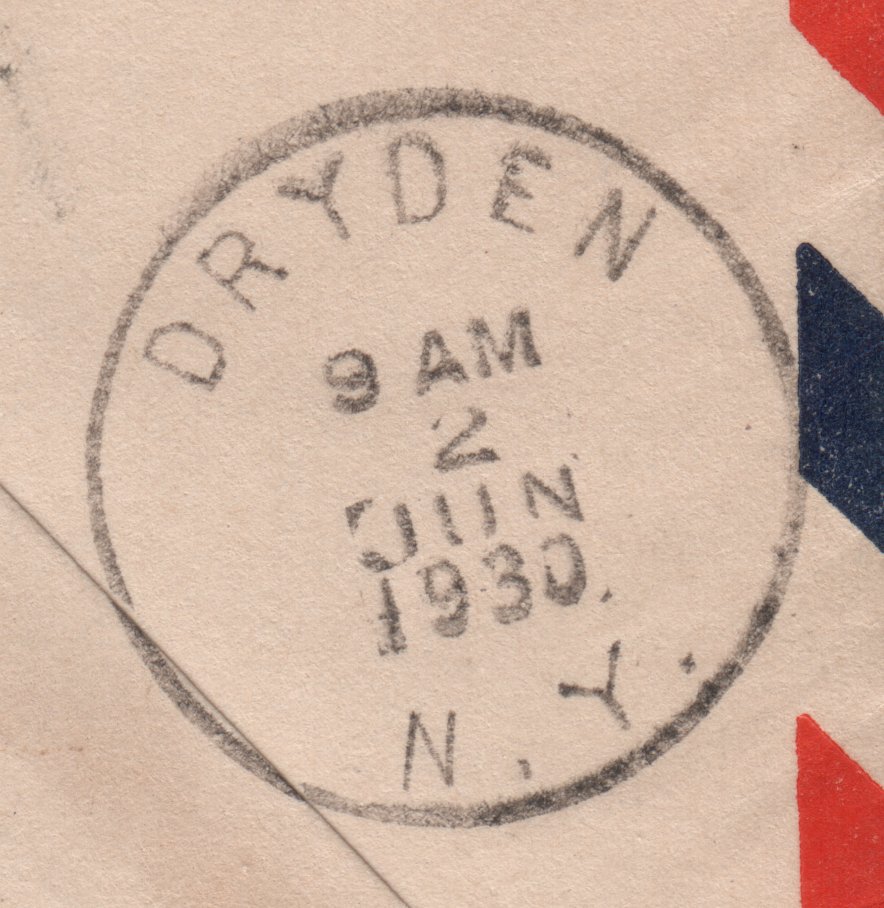 DRYDEN
9 AM
2
JUN
1930.
N. Y.